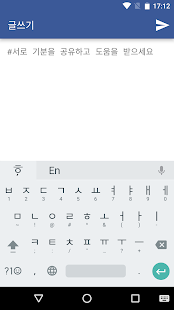 17:12
글쓰기
#서로 기분을 공유하고 도움을 받으세요
En
ㅂ ㅈ ㄷ ㄱ ㅅ ㅛ ㅕ ㅑ ㅐ ㅔ
ㅁ ㄴ ㅇ ㄹ ㅎ ㅗ ㅓ ㅏ ㅣ
ㅋ ㅌ ㅊ ㅍ ㅠ ㅜ ㅡ
?1 , .